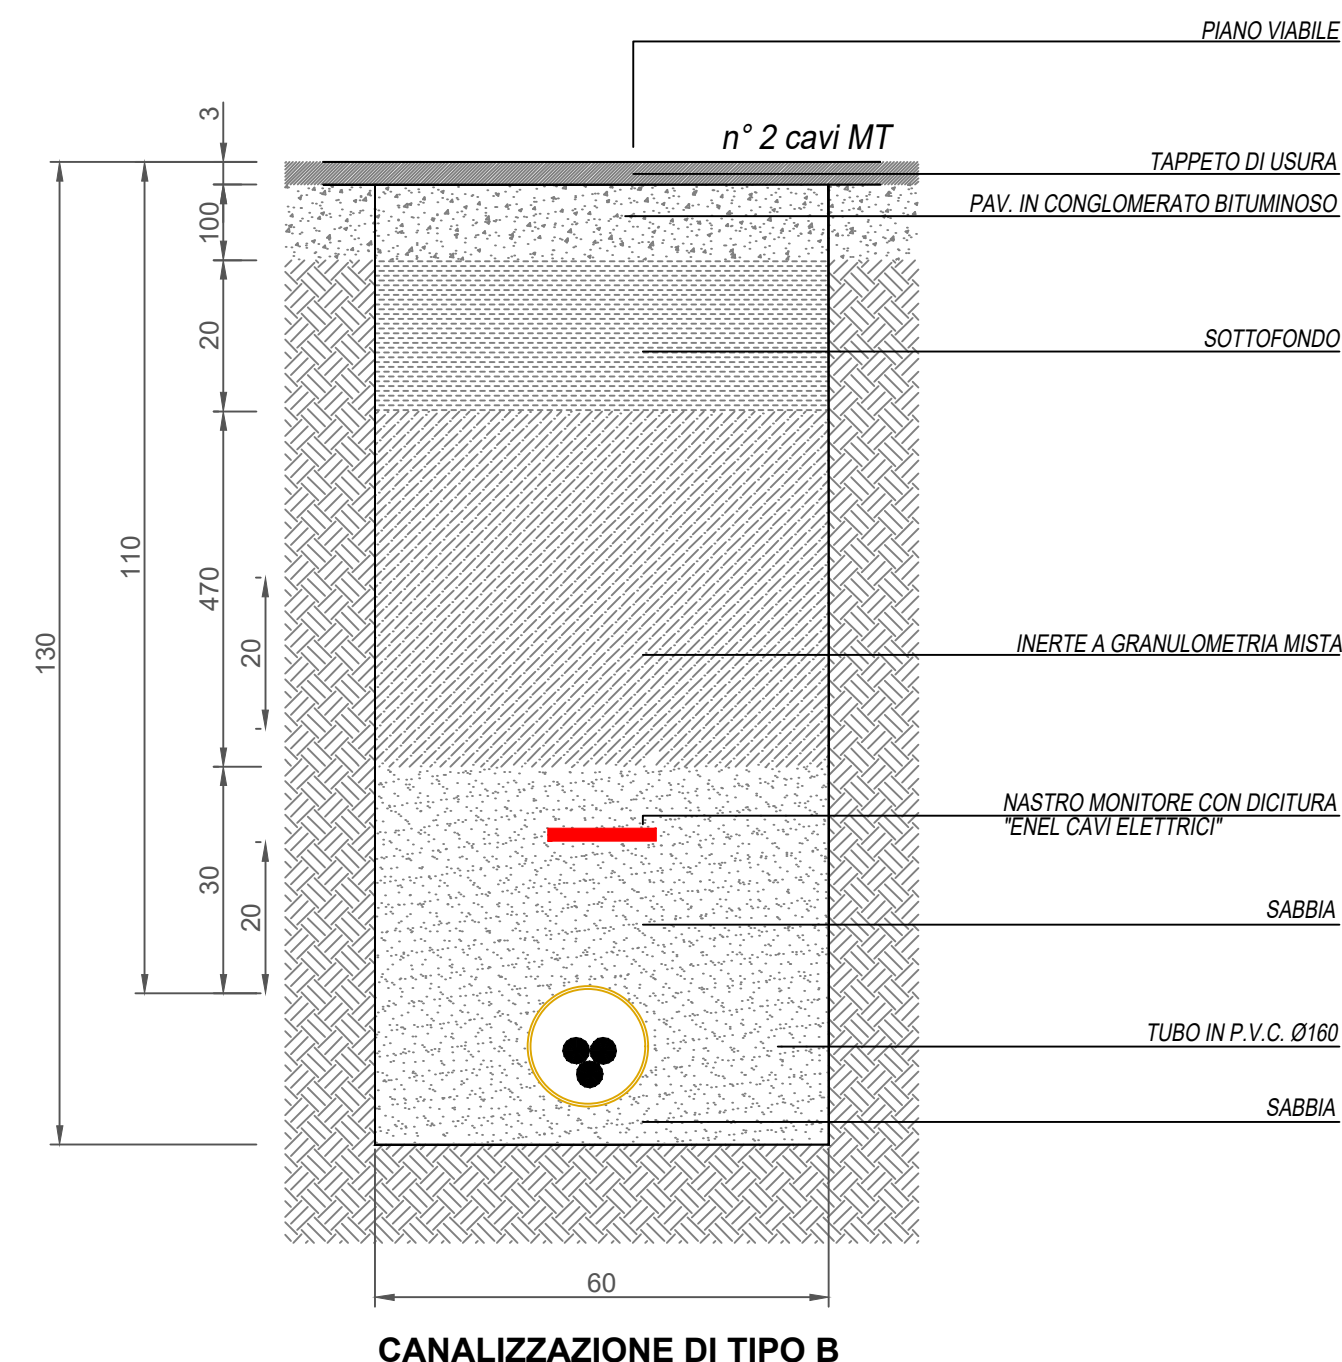 PIANO VIABILE
3
n° 2 cavi MT
TAPPETO DI USURA
PAV. IN CONGLOMERATO BITUMINOSO
100
20
SOTTOFONDO
110
470
130
20
INERTE A GRANULOMETRIA MISTA
NASTRO MONITORE CON DICITURA
"ENEL CAVI ELETTRICI"
30
20
SABBIA
TUBO IN P.V.C. Ø160
SABBIA
60
CANALIZZAZIONE DI TIPO B